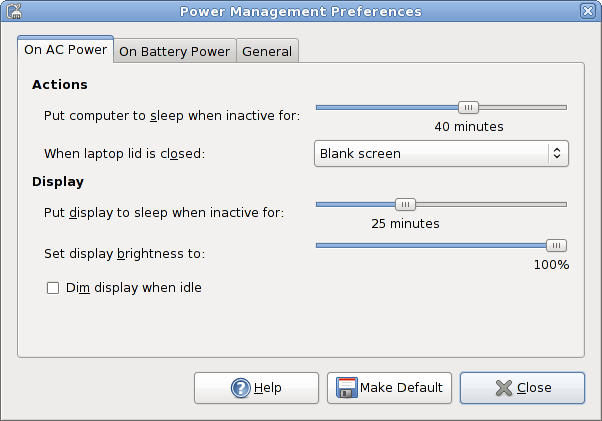 Power Management Preferences
On AC Power On Battery Power General
Actions
Put computer to sleep when inactive for:
40 minutes
When laptop lid is closed: Blank screen
Display
Put display to sleep when inactive for:
25 minutes
Set display brightness to:
100%
Dim display when idle
Help Make Default Close